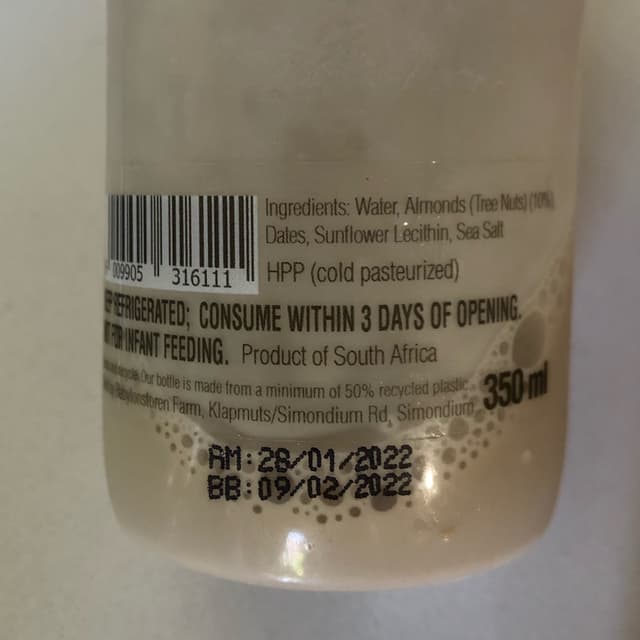 Ingredients: Water, Almonds (Tree Nuts) (10%)
Dates, Sunflower Lecithin, Sea Salt
009905 316111
HPP (cold pasteurized)
REFRIGERATED; CONSUME WITHIN 3 DAYS OF OPENING.
FOR INFANT FEEDING. Product of South Africa
Our bottle is made from a minimum of 50% recycled plastic.
Babylonstoren Farm, Klapmuts/Simondium Rd, Simondium,
350 ml
AM:28/01/2022
BB:09/02/2022